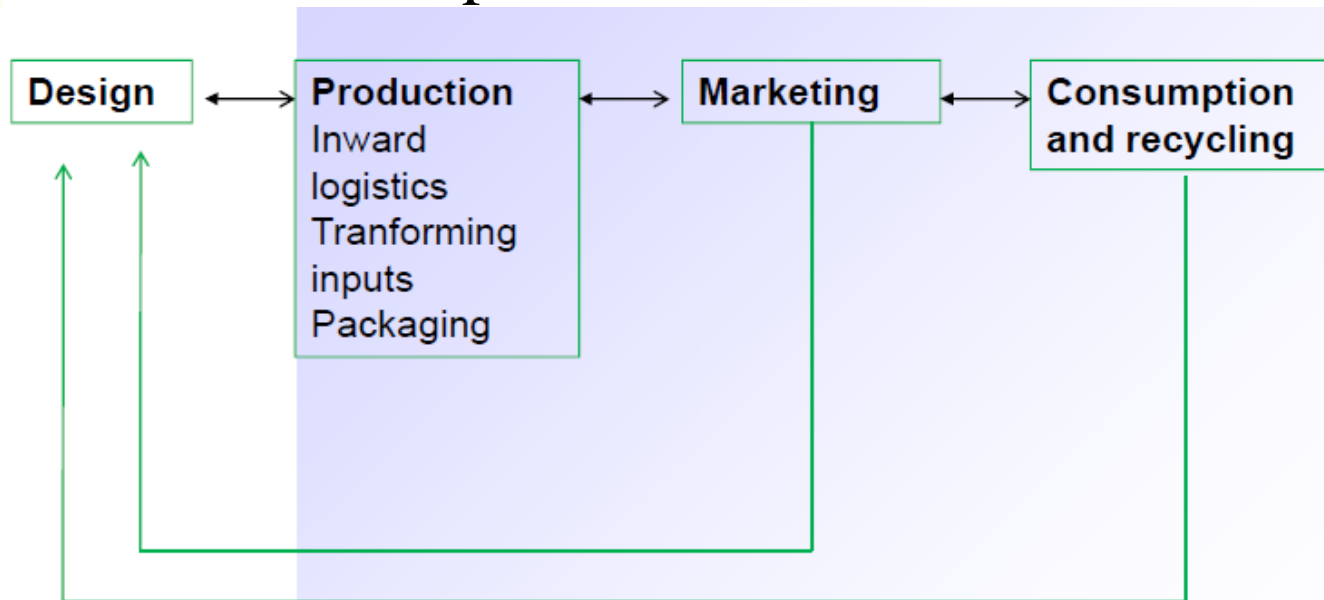 Design
Production
Inward
logistics
Tranforming
inputs
Packaging
Marketing
Consumption
and recycling